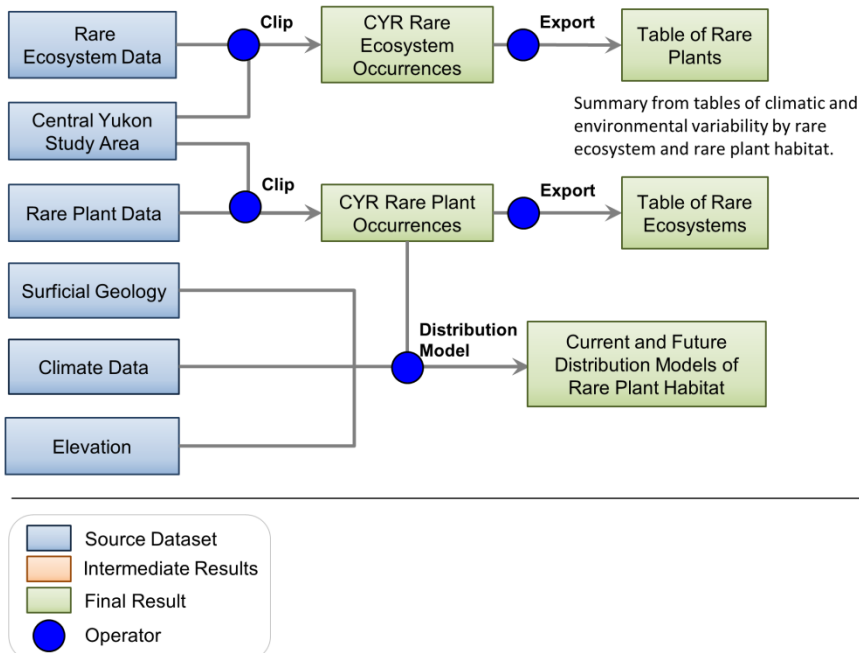 Rare
Ecosystem Data
Clip
CYR Rare
Ecosystem
Occurrences
Export
Table of Rare
Plants
Central Yukon
Study Area
Summary from tables of climatic and
environmental variability by rare
ecosystem and rare plant habitat.
Rare Plant Data
Clip
CYR Rare Plant
Occurrences
Export
Table of Rare
Ecosystems
Surficial Geology
Climate Data
Distribution
Model
Current and Future
Distribution Models of
Rare Plant Habitat
Elevation
Source Dataset
Intermediate Results
Final Result
Operator